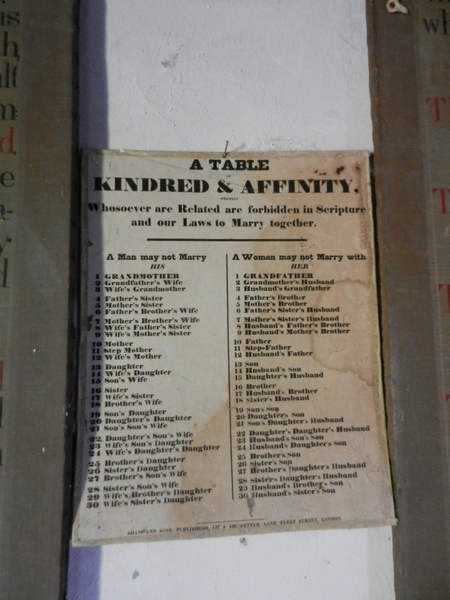 A TABLE
KINDRED & AFFINITY,
WHEREIN
Whosoever are Related are forbidden in Scripture
and our Laws to Marry together.
A Man may not Marry
HIS
1 GRANDMOTHER
2 Grandfather's Wife
3 Wife's Grandmother
4 Father's Sister
5 Mother's Sister
6 Father's Brother's Wife
7 Mother's Brother's Wife
8 Wife's Father's Sister
9 Wife's Mother's Sister
10 Mother
11 Step Mother
12 Wife's Mother
13 Daughter
14 Wife's Daughter
15 Son's Wife
16 Sister
17 Wife's Sister
18 Brother's Wife
19 Son's Daughter
20 Daughter's Daughter
21 Son's Son's Wife
22 Daughter's Son's Wife
23 Wife's Son's Daughter
24 Wife's Daughter's Daughter
25 Brother's Daughter
26 Sister's Daughter
27 Brother's Son's Wife
28 Sister's Son's Wife
29 Wife's Brother's Daughter
30 Wife's Sister's Daughter
A Woman may not Marry with
HER
1 GRANDFATHER
2 Grandmother's Husband
3 Husband's Grandfather
4 Father's Brother
5 Mother's Brother
6 Father's Sister's Husband
7 Mother's Sister's Husband
8 Husband's Father's Brother
9 Husband's Mother's Brother
10 Father
11 Step-Father
12 Husband's Father
13 Son
14 Husband's Son
15 Daughter's Husband
16 Brother
17 Husband's Brother
18 Sister's Husband
19 Son's Son
20 Daughter's Son
21 Son's Daughter's Husband
22 Daughter's Daughter's Husband
23 Husband's Son's Son
24 Husband's Daughter's Son
25 Brother's Son
26 Sister's Son
27 Brother's Daughter's Husband
28 Sister's Daughter's Husband
29 Husband's Brother's Son
30 Husband's Sister's Son
SONS, PUBLISHERS, FETTER LANE FLEET STREET, LONDON